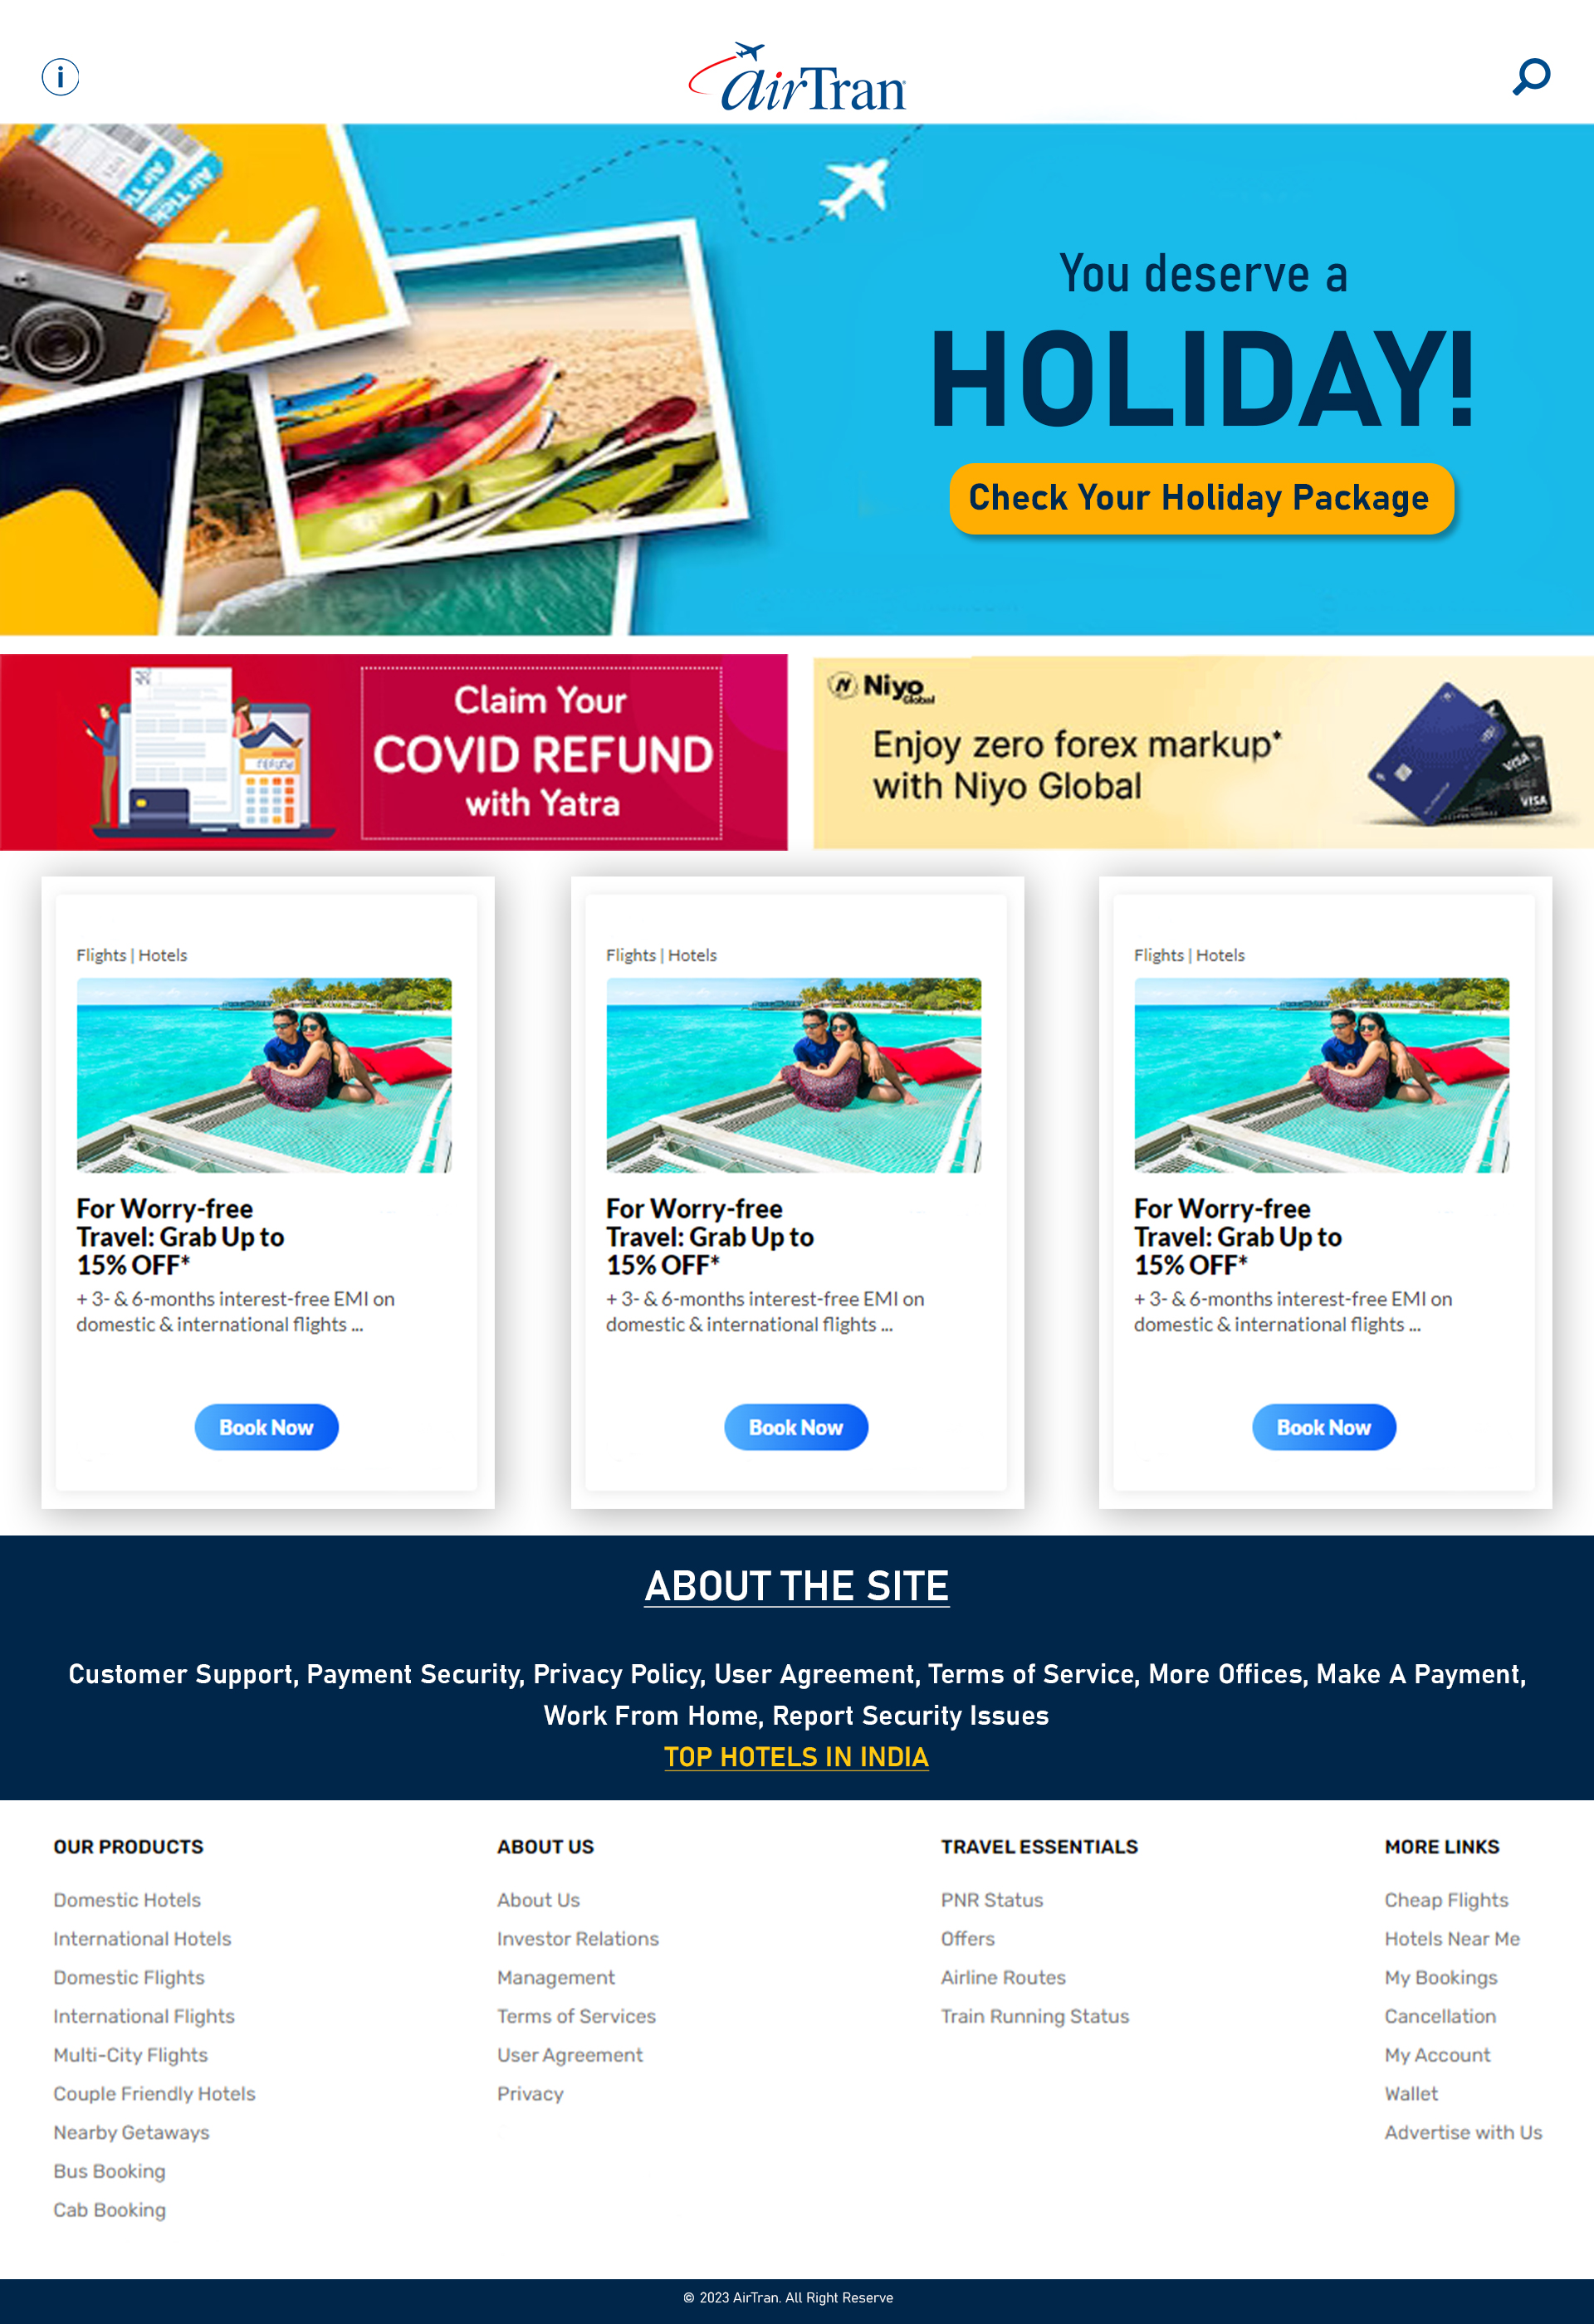 i
airTran
PASSPORT
Air Tick
Air Tic
You deserve a
HOLIDAY!
Check Your Holiday Package
Claim Your
COVID REFUND
with Yatra
refund
N Niyo
Global
Enjoy zero forex markup*
with Niyo Global
VISA
VISA
Flights | Hotels
For Worry-free
Travel: Grab Up to
15% OFF*
+ 3- & 6-months interest-free EMI on
domestic & international flights ...
Book Now
Flights | Hotels
For Worry-free
Travel: Grab Up to
15% OFF*
+ 3- & 6-months interest-free EMI on
domestic & international flights ...
Book Now
Flights | Hotels
For Worry-free
Travel: Grab Up to
15% OFF*
+ 3- & 6-months interest-free EMI on
domestic & international flights ...
Book Now
ABOUT THE SITE
Customer Support, Payment Security, Privacy Policy, User Agreement, Terms of Service, More Offices, Make A Payment,
Work From Home, Report Security Issues
TOP HOTELS IN INDIA
OUR PRODUCTS
Domestic Hotels
International Hotels
Domestic Flights
International Flights
Multi-City Flights
Couple Friendly Hotels
Nearby Getaways
Bus Booking
Cab Booking
ABOUT US
About Us
Investor Relations
Management
Terms of Services
User Agreement
Privacy
TRAVEL ESSENTIALS
PNR Status
Offers
Airline Routes
Train Running Status
MORE LINKS
Cheap Flights
Hotels Near Me
My Bookings
Cancellation
My Account
Wallet
Advertise with Us
© 2023 AirTran. All Right Reserve